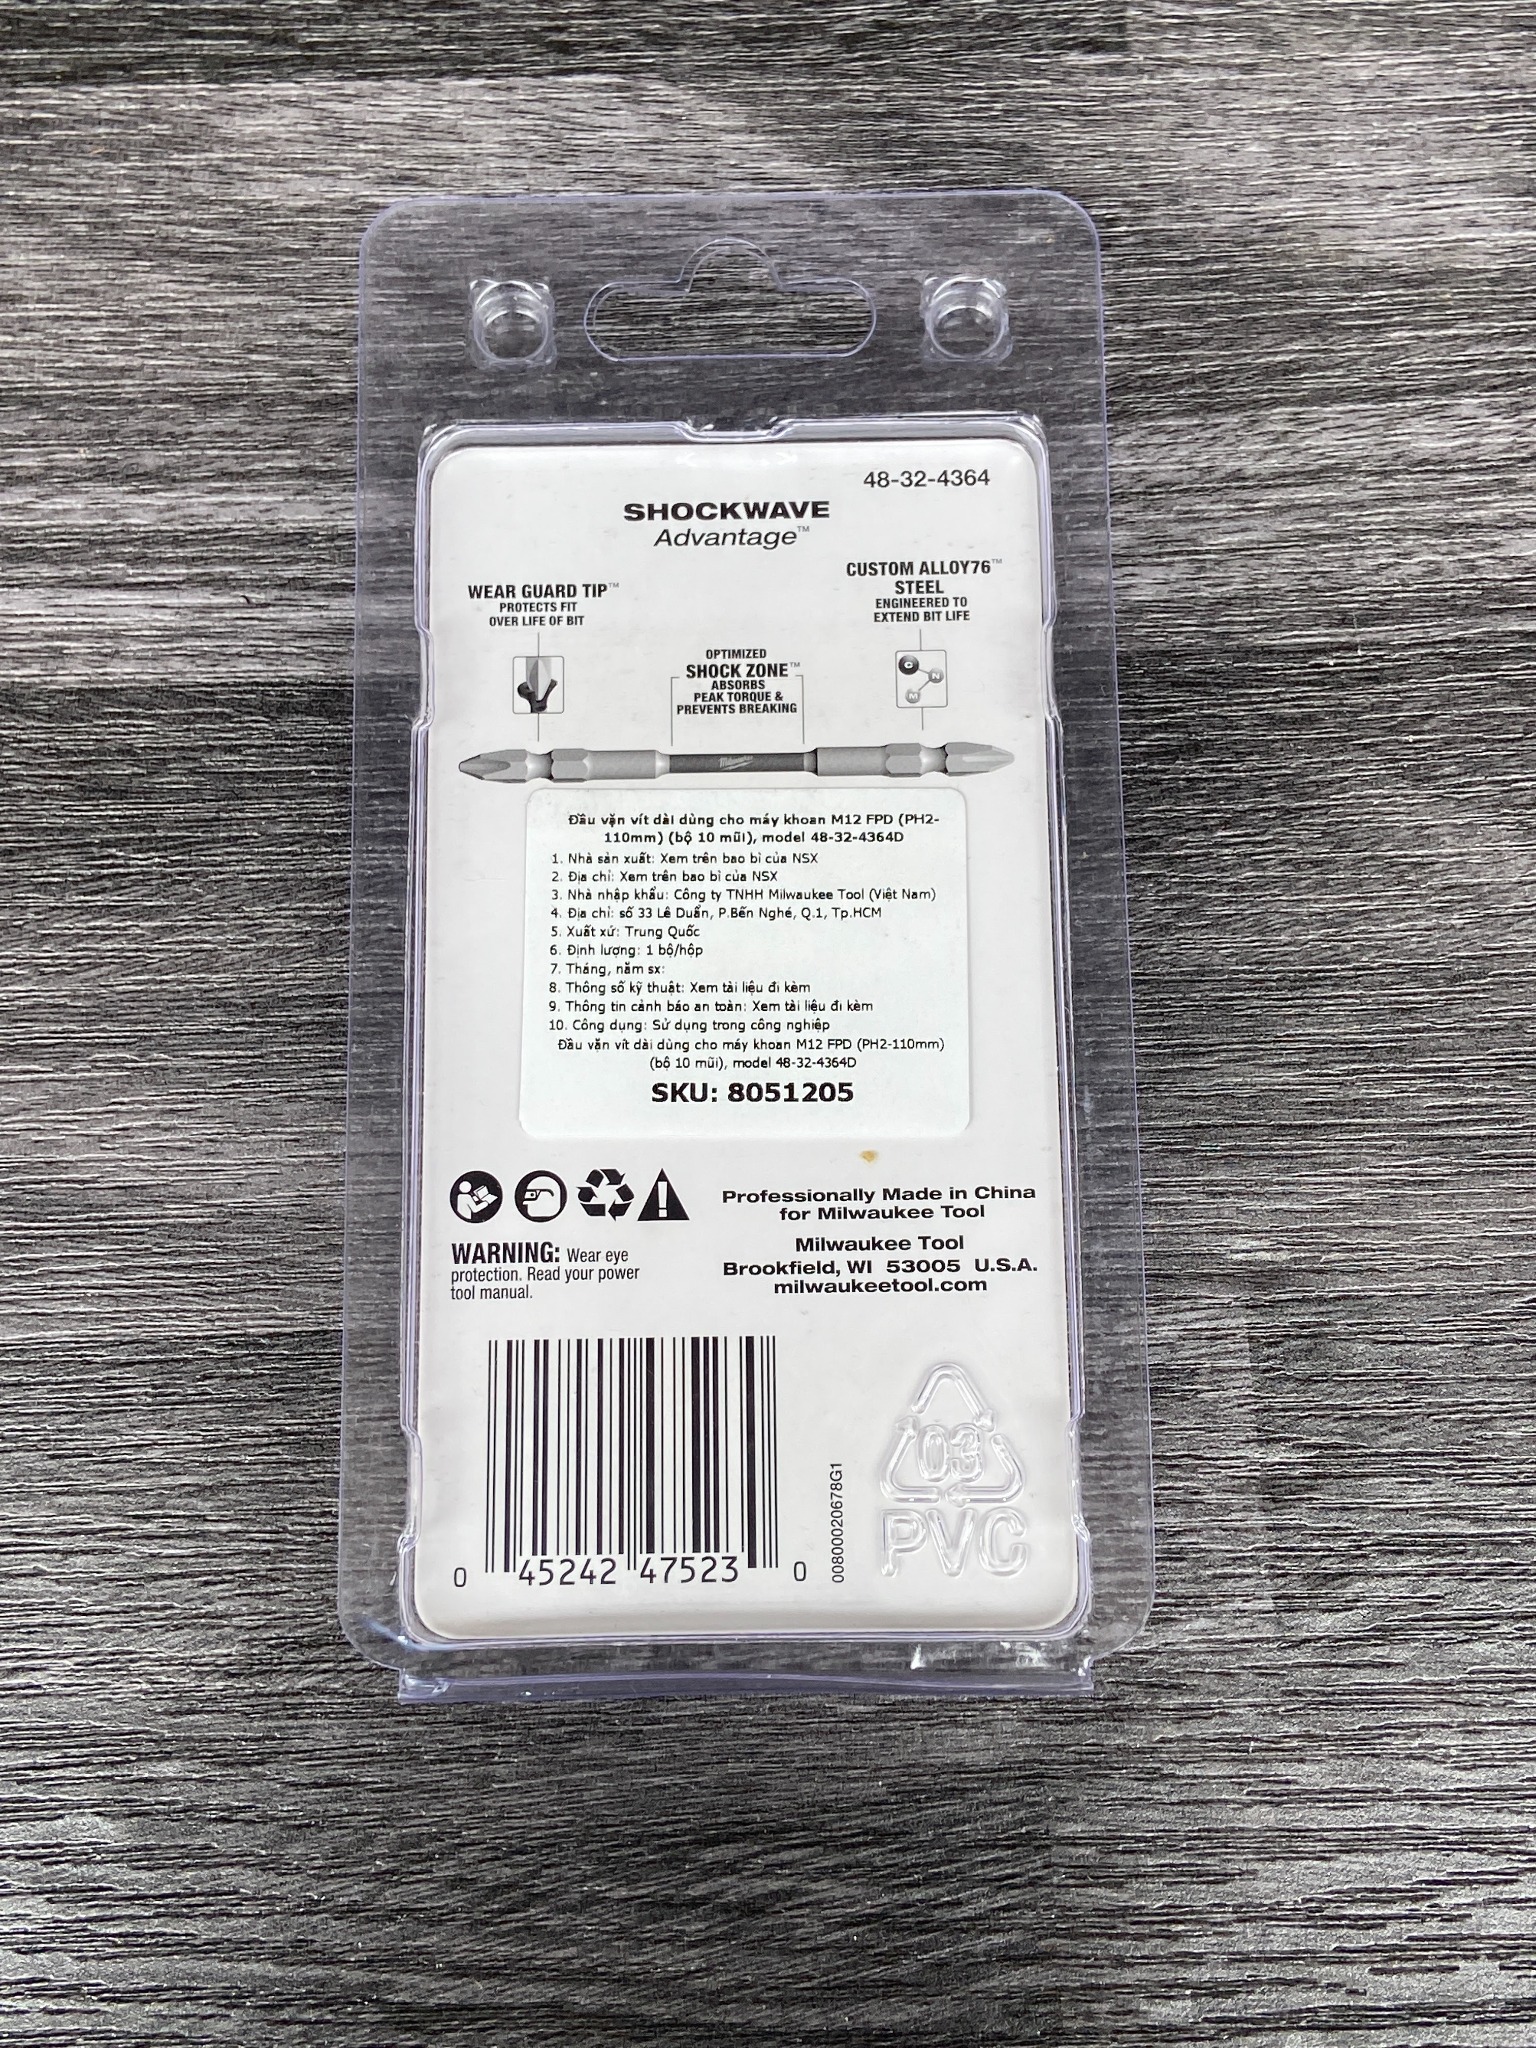 48-32-4364
SHOCKWAVE
Advantage™
WEAR GUARD TIP™
PROTECTS FIT
OVER LIFE OF BIT
OPTIMIZED
SHOCK ZONE™
ABSORBS
PEAK TORQUE &
PREVENTS BREAKING
CUSTOM ALLOY76™
STEEL
ENGINEERED TO
EXTEND BIT LIFE
C
N
M
Milwaukee
Đầu vặn vít dài dùng cho máy khoan M12 FPD (PH2-
110mm) (bộ 10 mũi), model 48-32-4364D
1. Nhà sản xuất: Xem trên bao bì của NSX
2. Địa chỉ: Xem trên bao bì của NSX
3. Nhà nhập khẩu: Công ty TNHH Milwaukee Tool (Việt Nam)
4. Địa chỉ: số 33 Lê Duẩn, P.Bến Nghé, Q.1, Tp.HCM
5. Xuất xứ: Trung Quốc
6. Định lượng: 1 bộ/hộp
7. Tháng, năm sx:
8. Thông số kỹ thuật: Xem tài liệu đi kèm
9. Thông tin cảnh báo an toàn: Xem tài liệu đi kèm
10. Công dụng: Sử dụng trong công nghiệp
Đầu vặn vít dài dùng cho máy khoan M12 FPD (PH2-110mm)
(bộ 10 mũi), model 48-32-4364D
SKU: 8051205
WARNING: Wear eye
protection. Read your power
tool manual.
Professionally Made in China
for Milwaukee Tool
Milwaukee Tool
Brookfield, WI 53005 U.S.A.
milwaukeetool.com
0 45242 47523 0
00800020678G1
03
PVC